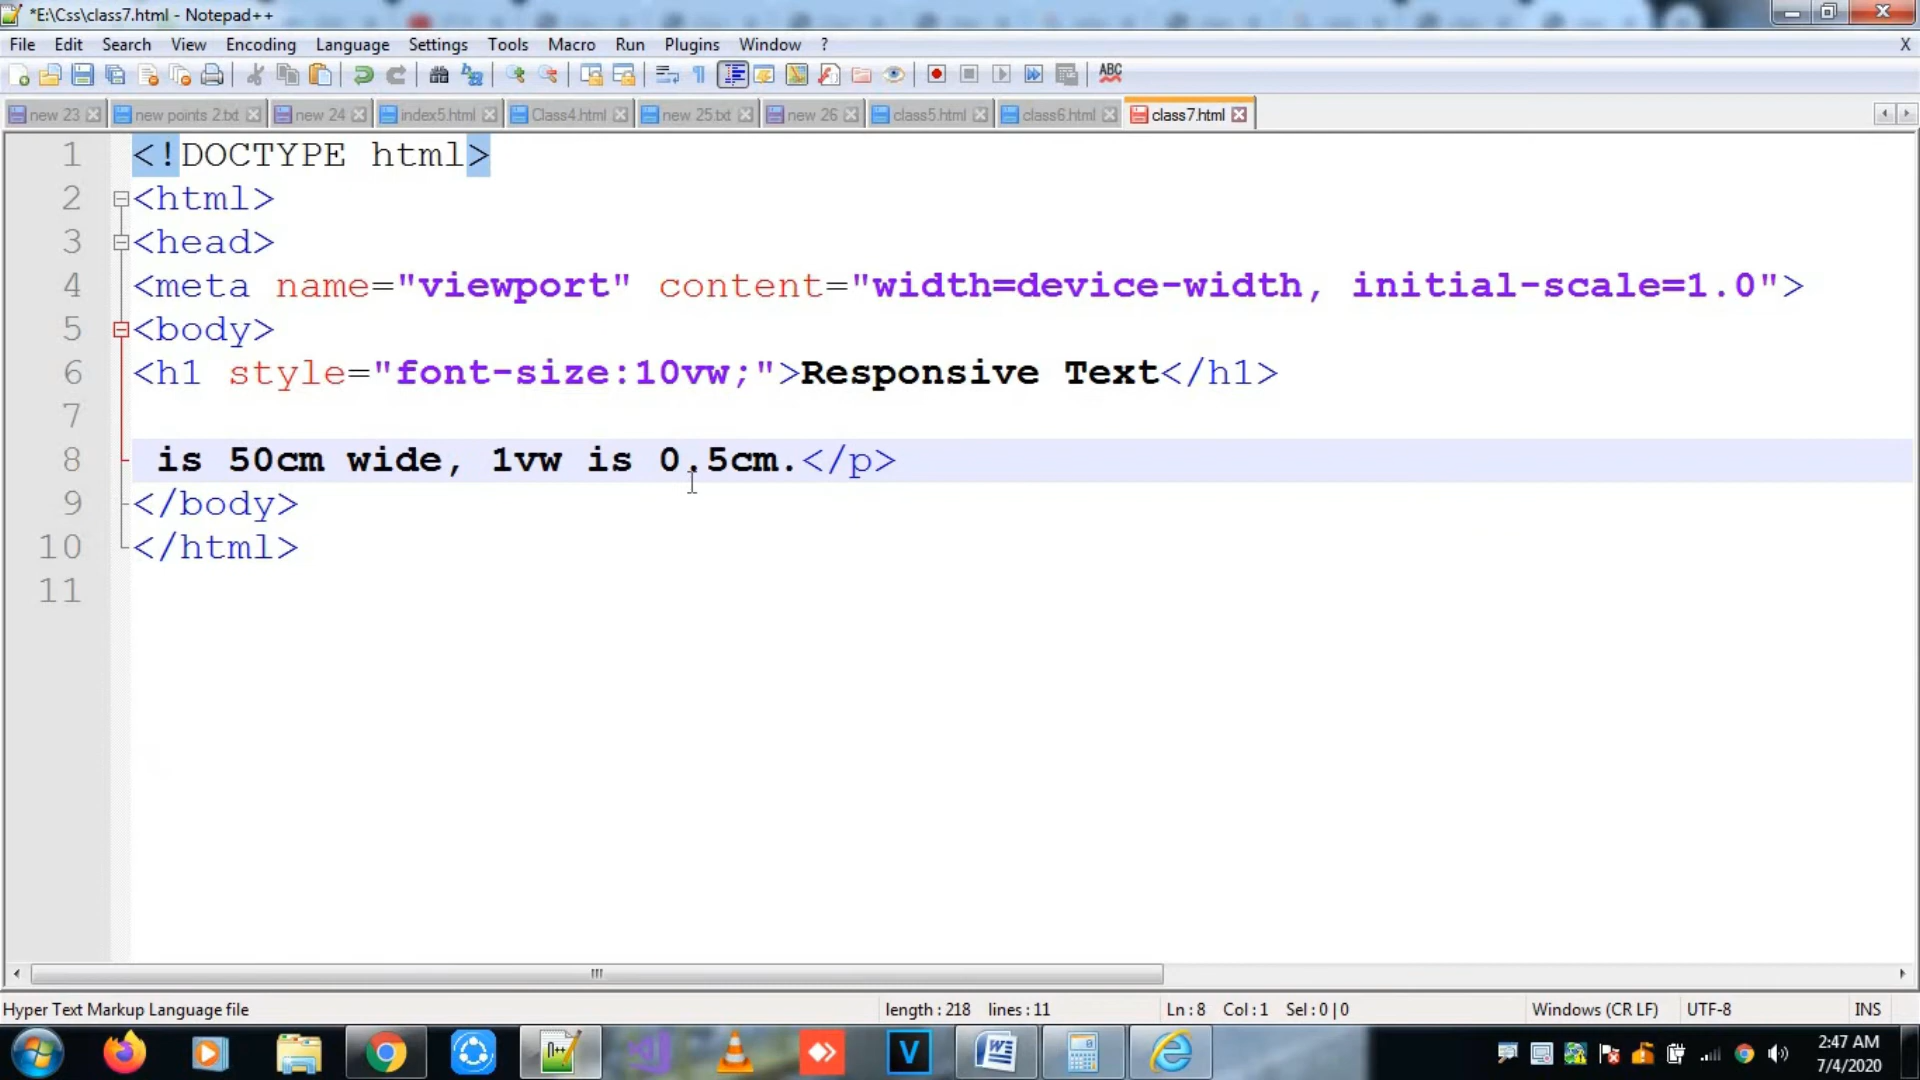 *E:\Css\class7.html - Notepad++
File Edit Search View Encoding Language Settings Tools Macro Run Plugins Window ? X
ABC
new 23 new points 2.txt new 24 index5.html Class4.html new 25.txt new 26 class5.html class6.html class7.html
1 <!DOCTYPE html>
2 <html>
3 <head>
4 <meta name="viewport" content="width=device-width, initial-scale=1.0">
5 <body>
6 <h1 style="font-size:10vw;">Responsive Text</h1>
7
8 is 50cm wide, 1vw is 0.5cm.</p>
9 </body>
10 </html>
11
Hyper Text Markup Language file length : 218 lines : 11 Ln : 8 Col : 1 Sel : 0 | 0 Windows (CR LF) UTF-8 INS
2:47 AM
7/4/2020